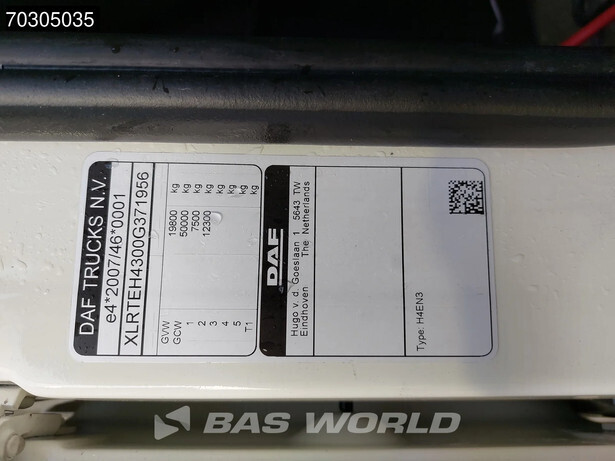 70305035
DAF TRUCKS N.V.
e4*2007/46*0001
XLRTEH4300G371956
GVW 19800 kg
GCW 50000 kg
1 7500 kg
2 12300 kg
3 kg
4 kg
5 kg
T1 kg
DAF
Hugo v. d. Goeslaan 1 5643 TW
Eindhoven The Netherlands
Type: H4EN3
BAS WORLD